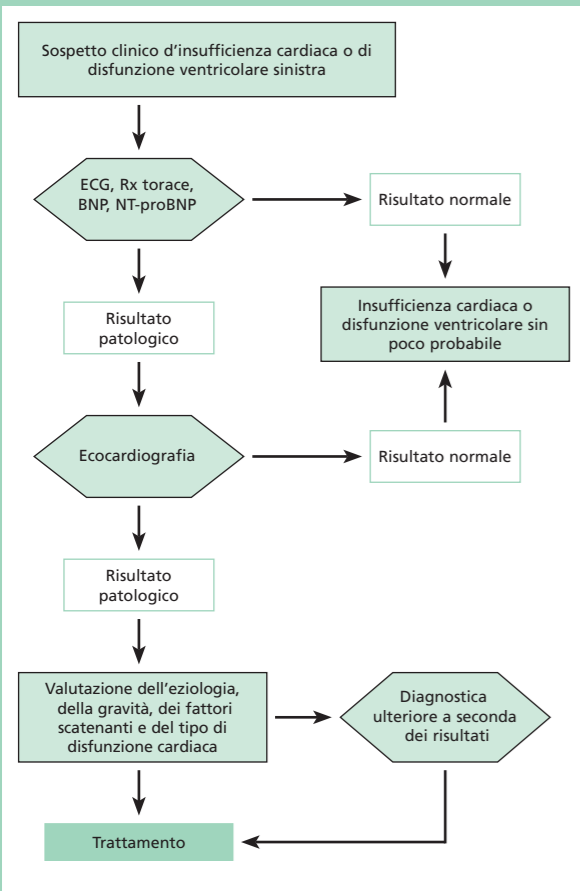 Sospetto clinico d'insufficienza cardiaca o di
disfunzione ventricolare sinistra
ECG, Rx torace,
BNP, NT-proBNP
Risultato normale
Risultato
patologico
Insufficienza cardiaca o
disfunzione ventricolare sin
poco probabile
Ecocardiografia
Risultato normale
Risultato
patologico
Valutazione dell'eziologia,
della gravità, dei fattori
scatenanti e del tipo di
disfunzione cardiaca
Diagnostica
ulteriore a seconda
dei risultati
Trattamento